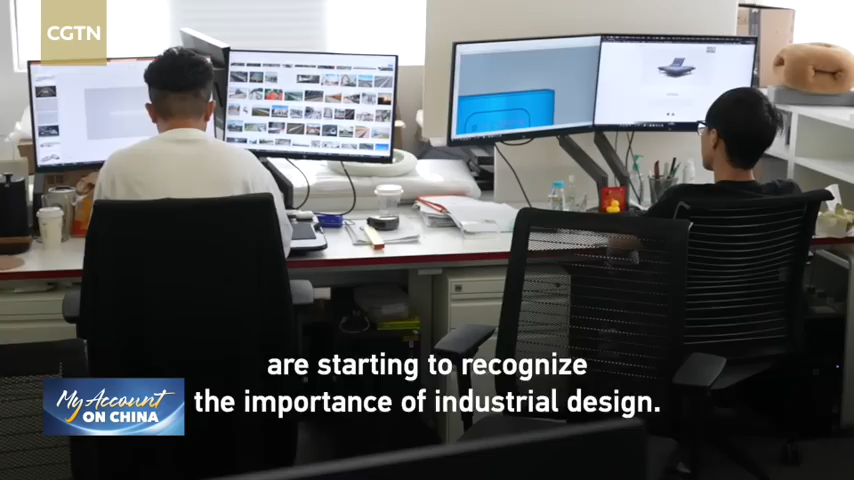 CGTN
are starting to recognize
the importance of industrial design.
My Account
ON CHINA